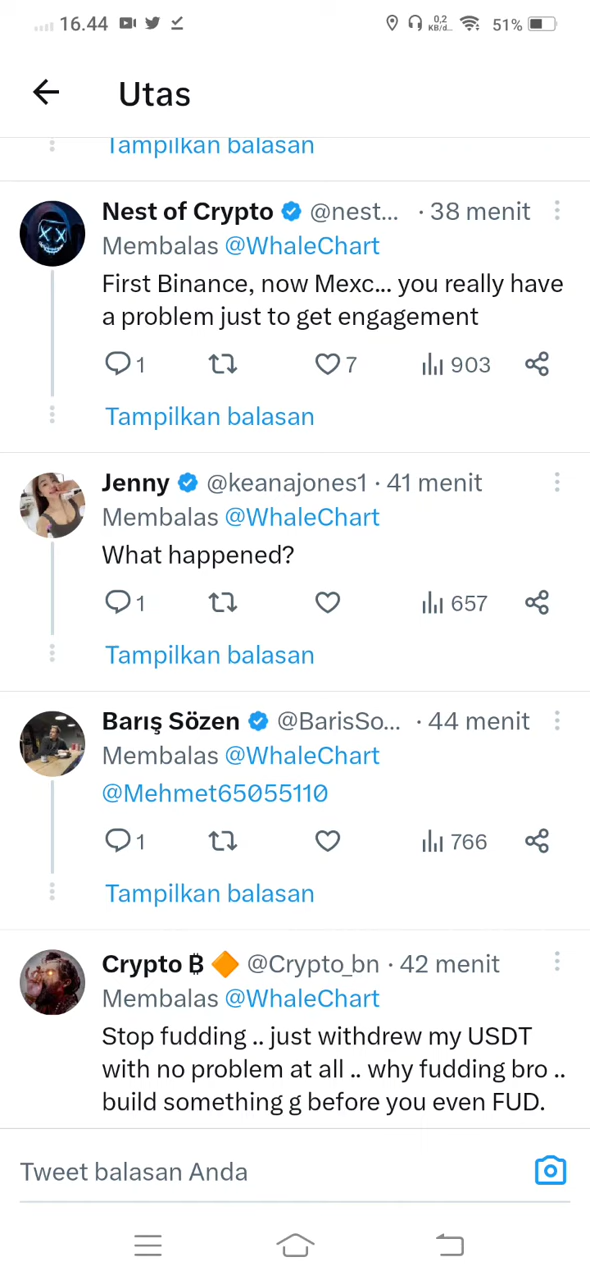 16.44
0,2
KB/d...
51%
Utas
Tampilkan balasan
Nest of Crypto @nest... · 38 menit
Membalas @WhaleChart
First Binance, now Mexc... you really have
a problem just to get engagement
1 7 903
Tampilkan balasan
Jenny @keanajones1 · 41 menit
Membalas @WhaleChart
What happened?
1 657
Tampilkan balasan
Barış Sözen @BarisSo... · 44 menit
Membalas @WhaleChart
@Mehmet65055110
1 766
Tampilkan balasan
Crypto ₿ 🔶 @Crypto_bn · 42 menit
Membalas @WhaleChart
Stop fudding .. just withdrew my USDT
with no problem at all .. why fudding bro ..
build something g before you even FUD.
Tweet balasan Anda